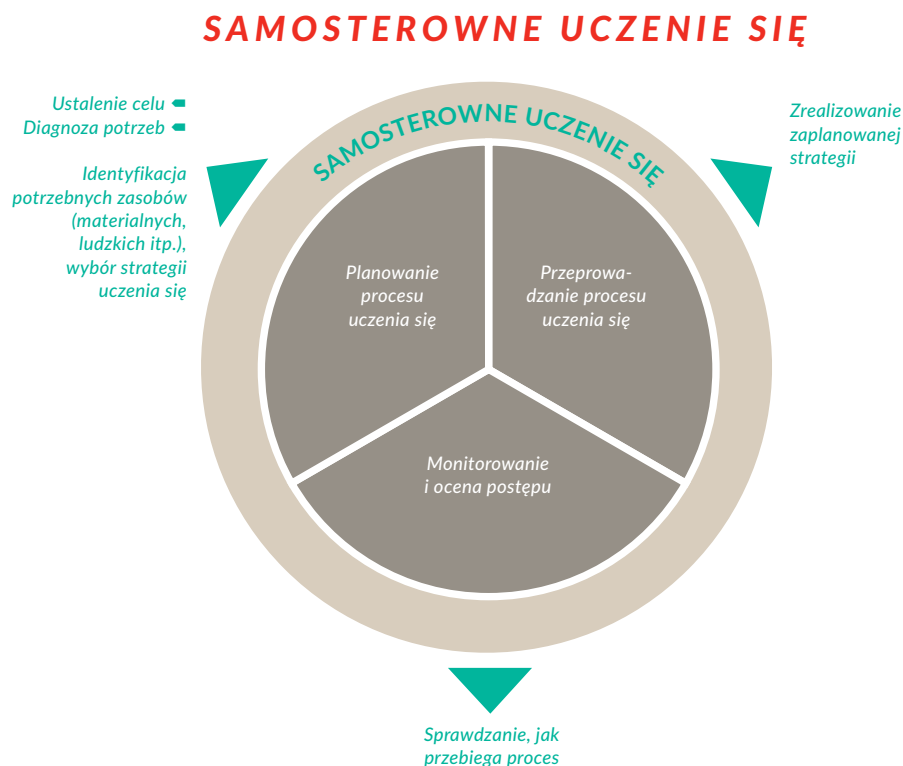 SAMOSTEROWNE UCZENIE SIĘ
Ustalenie celu
Diagnoza potrzeb
Identyfikacja
potrzebnych zasobów
(materialnych,
ludzkich itp.),
wybór strategii
uczenia się
SAMOSTEROWNE UCZENIE SIĘ
Zrealizowanie
zaplanowanej
strategii
Planowanie
procesu
uczenia się
Przeprowa-
dzanie procesu
uczenia się
Monitorowanie
i ocena postępu
Sprawdzanie, jak
przebiega proces